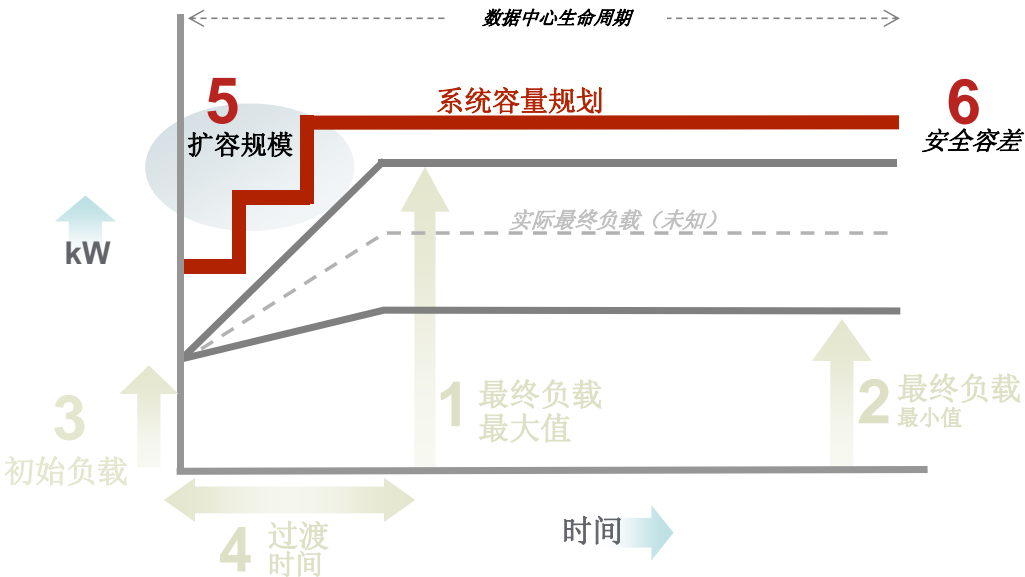 数据中心生命周期
5
扩容规模
系统容量规划
6
安全容差
实际最终负载（未知）
kW
3
初始负载
1
最终负载
最大值
2
最终负载
最小值
4
过渡
时间
时间